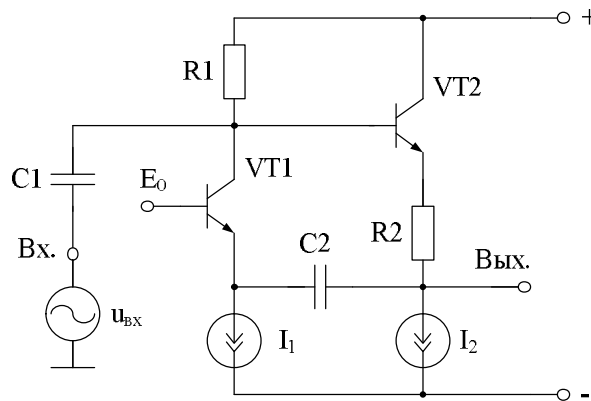 +
R1
VT2
C1
E₀
VT1
R2
C2
Вх.
Вых.
uвх
I₁
I₂
-